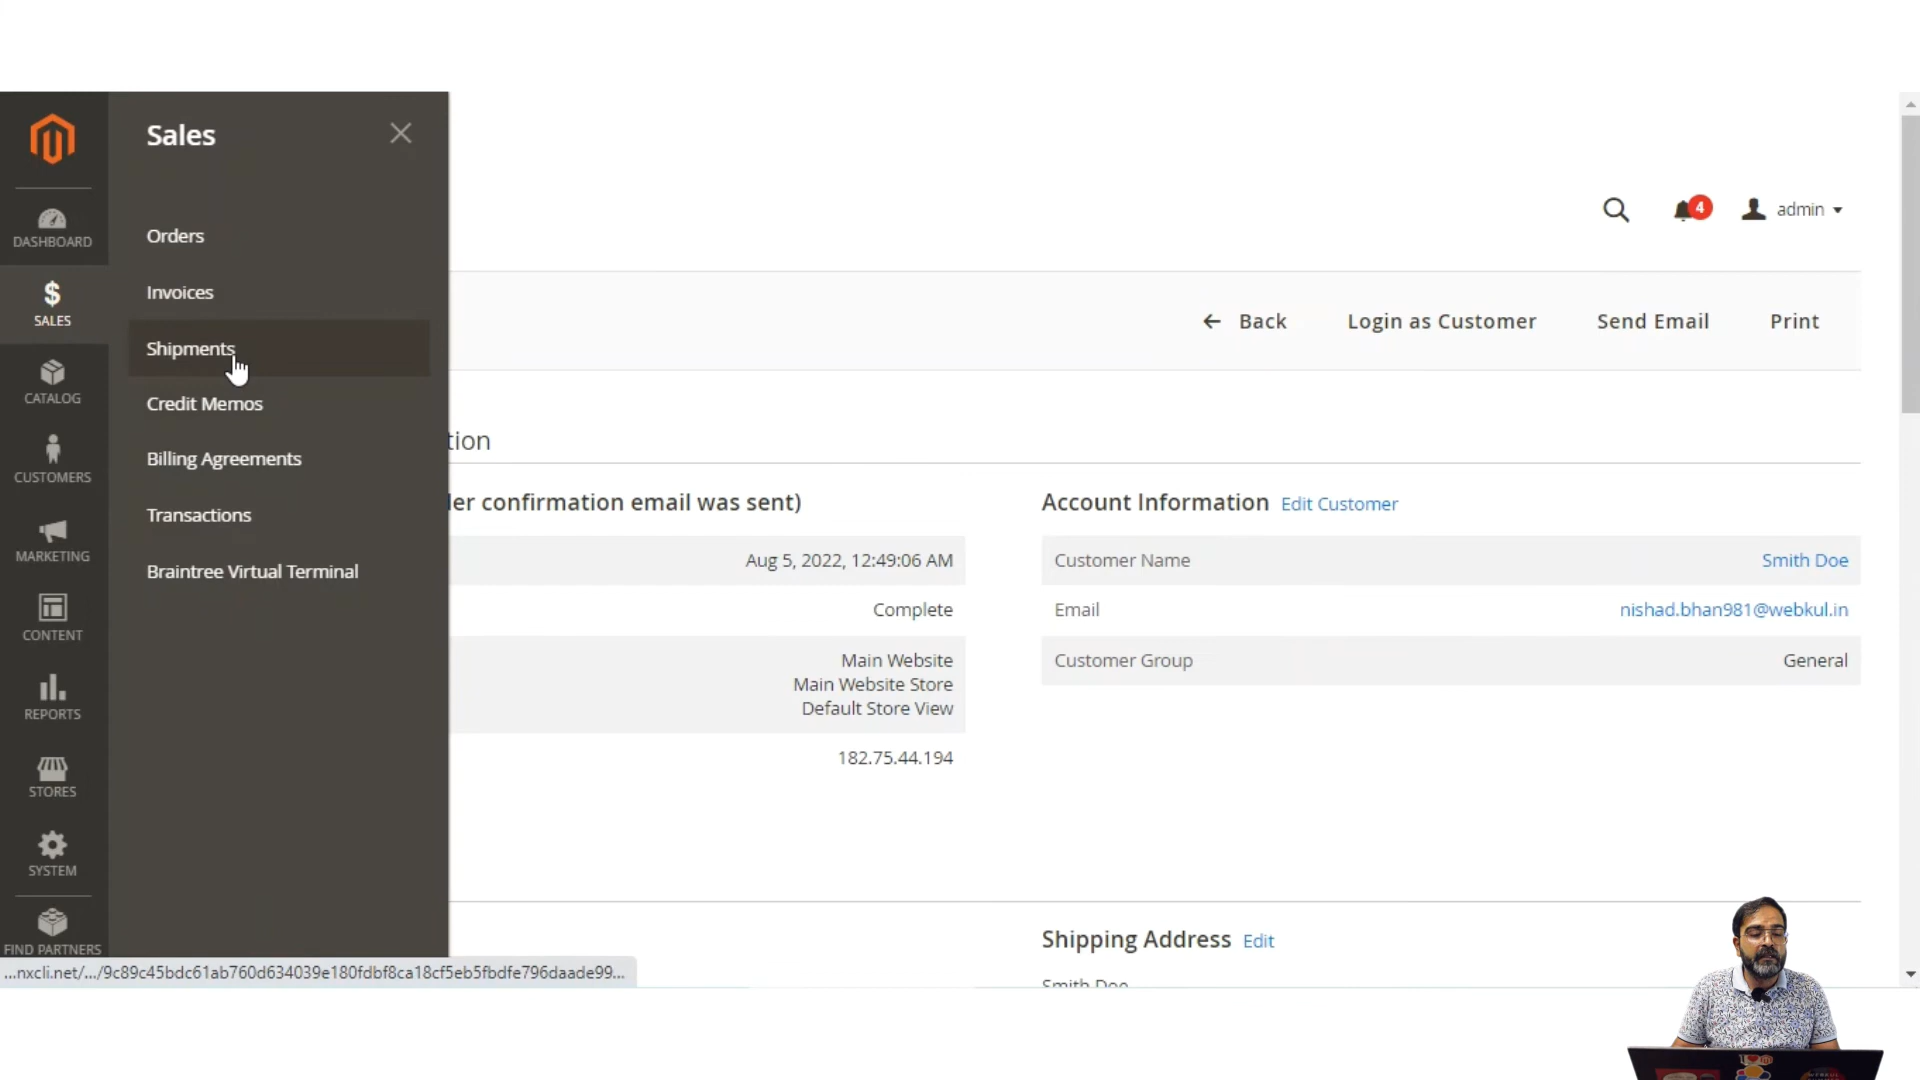 Sales
Orders
Invoices
Shipments
Credit Memos
Billing Agreements
Transactions
Braintree Virtual Terminal
DASHBOARD
SALES
CATALOG
CUSTOMERS
MARKETING
CONTENT
REPORTS
STORES
SYSTEM
FIND PARTNERS
4
admin
Back
Login as Customer
Send Email
Print
tion
der confirmation email was sent)
Aug 5, 2022, 12:49:06 AM
Complete
Main Website
Main Website Store
Default Store View
182.75.44.194
Account Information Edit Customer
Customer Name Smith Doe
Email nishad.bhan981@webkul.in
Customer Group General
Shipping Address Edit
Smith Doe
...nxcli.net/.../9c89c45bdc61ab760d634039e180fdbf8ca18cf5eb5fbdfe796daade99...